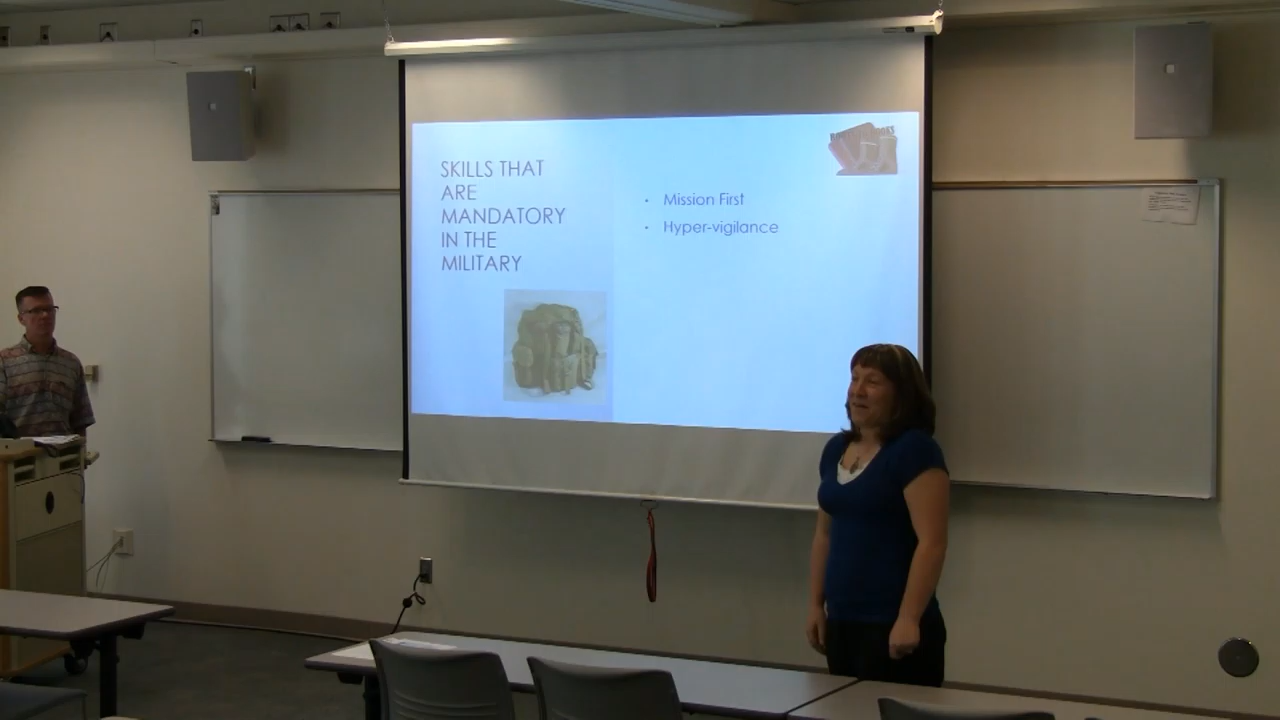 SKILLS THAT
ARE
MANDATORY
IN THE
MILITARY
• Mission First
• Hyper-vigilance